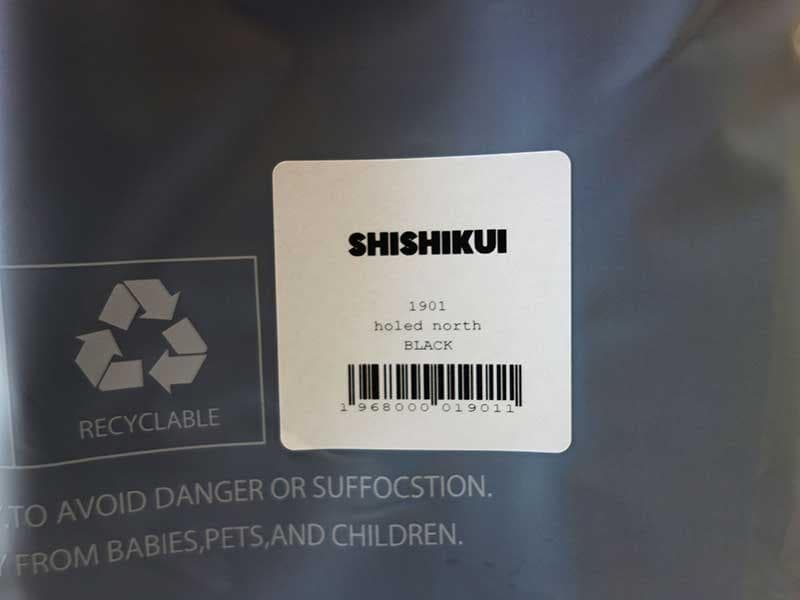 SHISHIKUI
1901
holed north
BLACK
1 968000 019011
RECYCLABLE
.TO AVOID DANGER OR SUFFOCSTION.
FROM BABIES,PETS,AND CHILDREN.